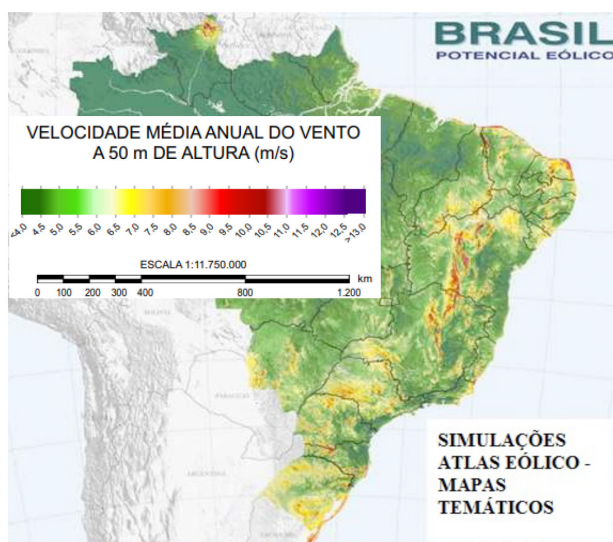 BRASIL
POTENCIAL EÓLICO
VELOCIDADE MÉDIA ANUAL DO VENTO
A 50 m DE ALTURA (m/s)
<4.0 4.5 5.0 5.5 6.0 6.5 7.0 7.5 8.0 8.5 9.0 9.5 10.0 10.5 11.0 11.5 12.0 12.5 >13.0
ESCALA 1:11.750.000
km
0 100 200 300 400 800 1.200
BOLIVIA
PARAGUAY
ARGENTINA
SIMULAÇÕES
ATLAS EÓLICO -
MAPAS
TEMÁTICOS